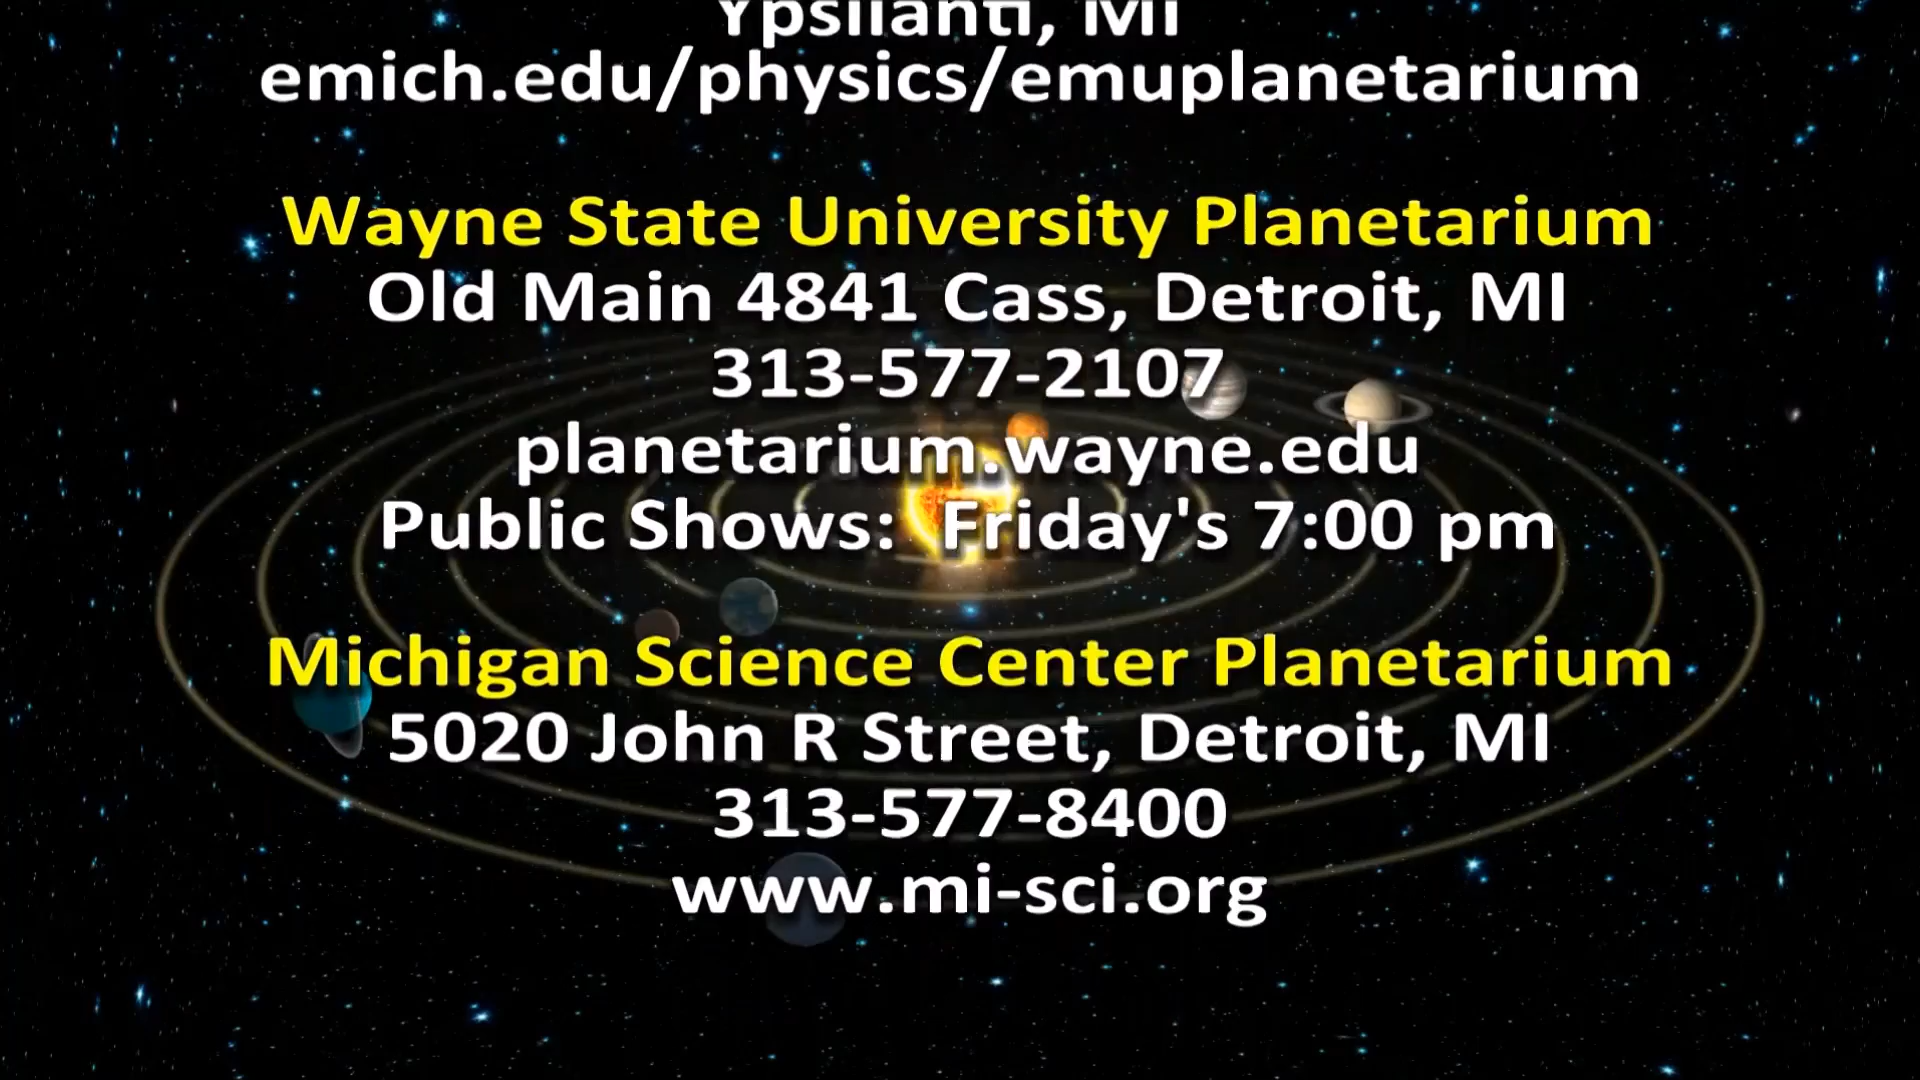 Ypsilanti, MI
emich.edu/physics/emuplanetarium
Wayne State University Planetarium
Old Main 4841 Cass, Detroit, MI
313-577-2107
planetarium.wayne.edu
Public Shows:  Friday's 7:00 pm
Michigan Science Center Planetarium
5020 John R Street, Detroit, MI
313-577-8400
www.mi-sci.org